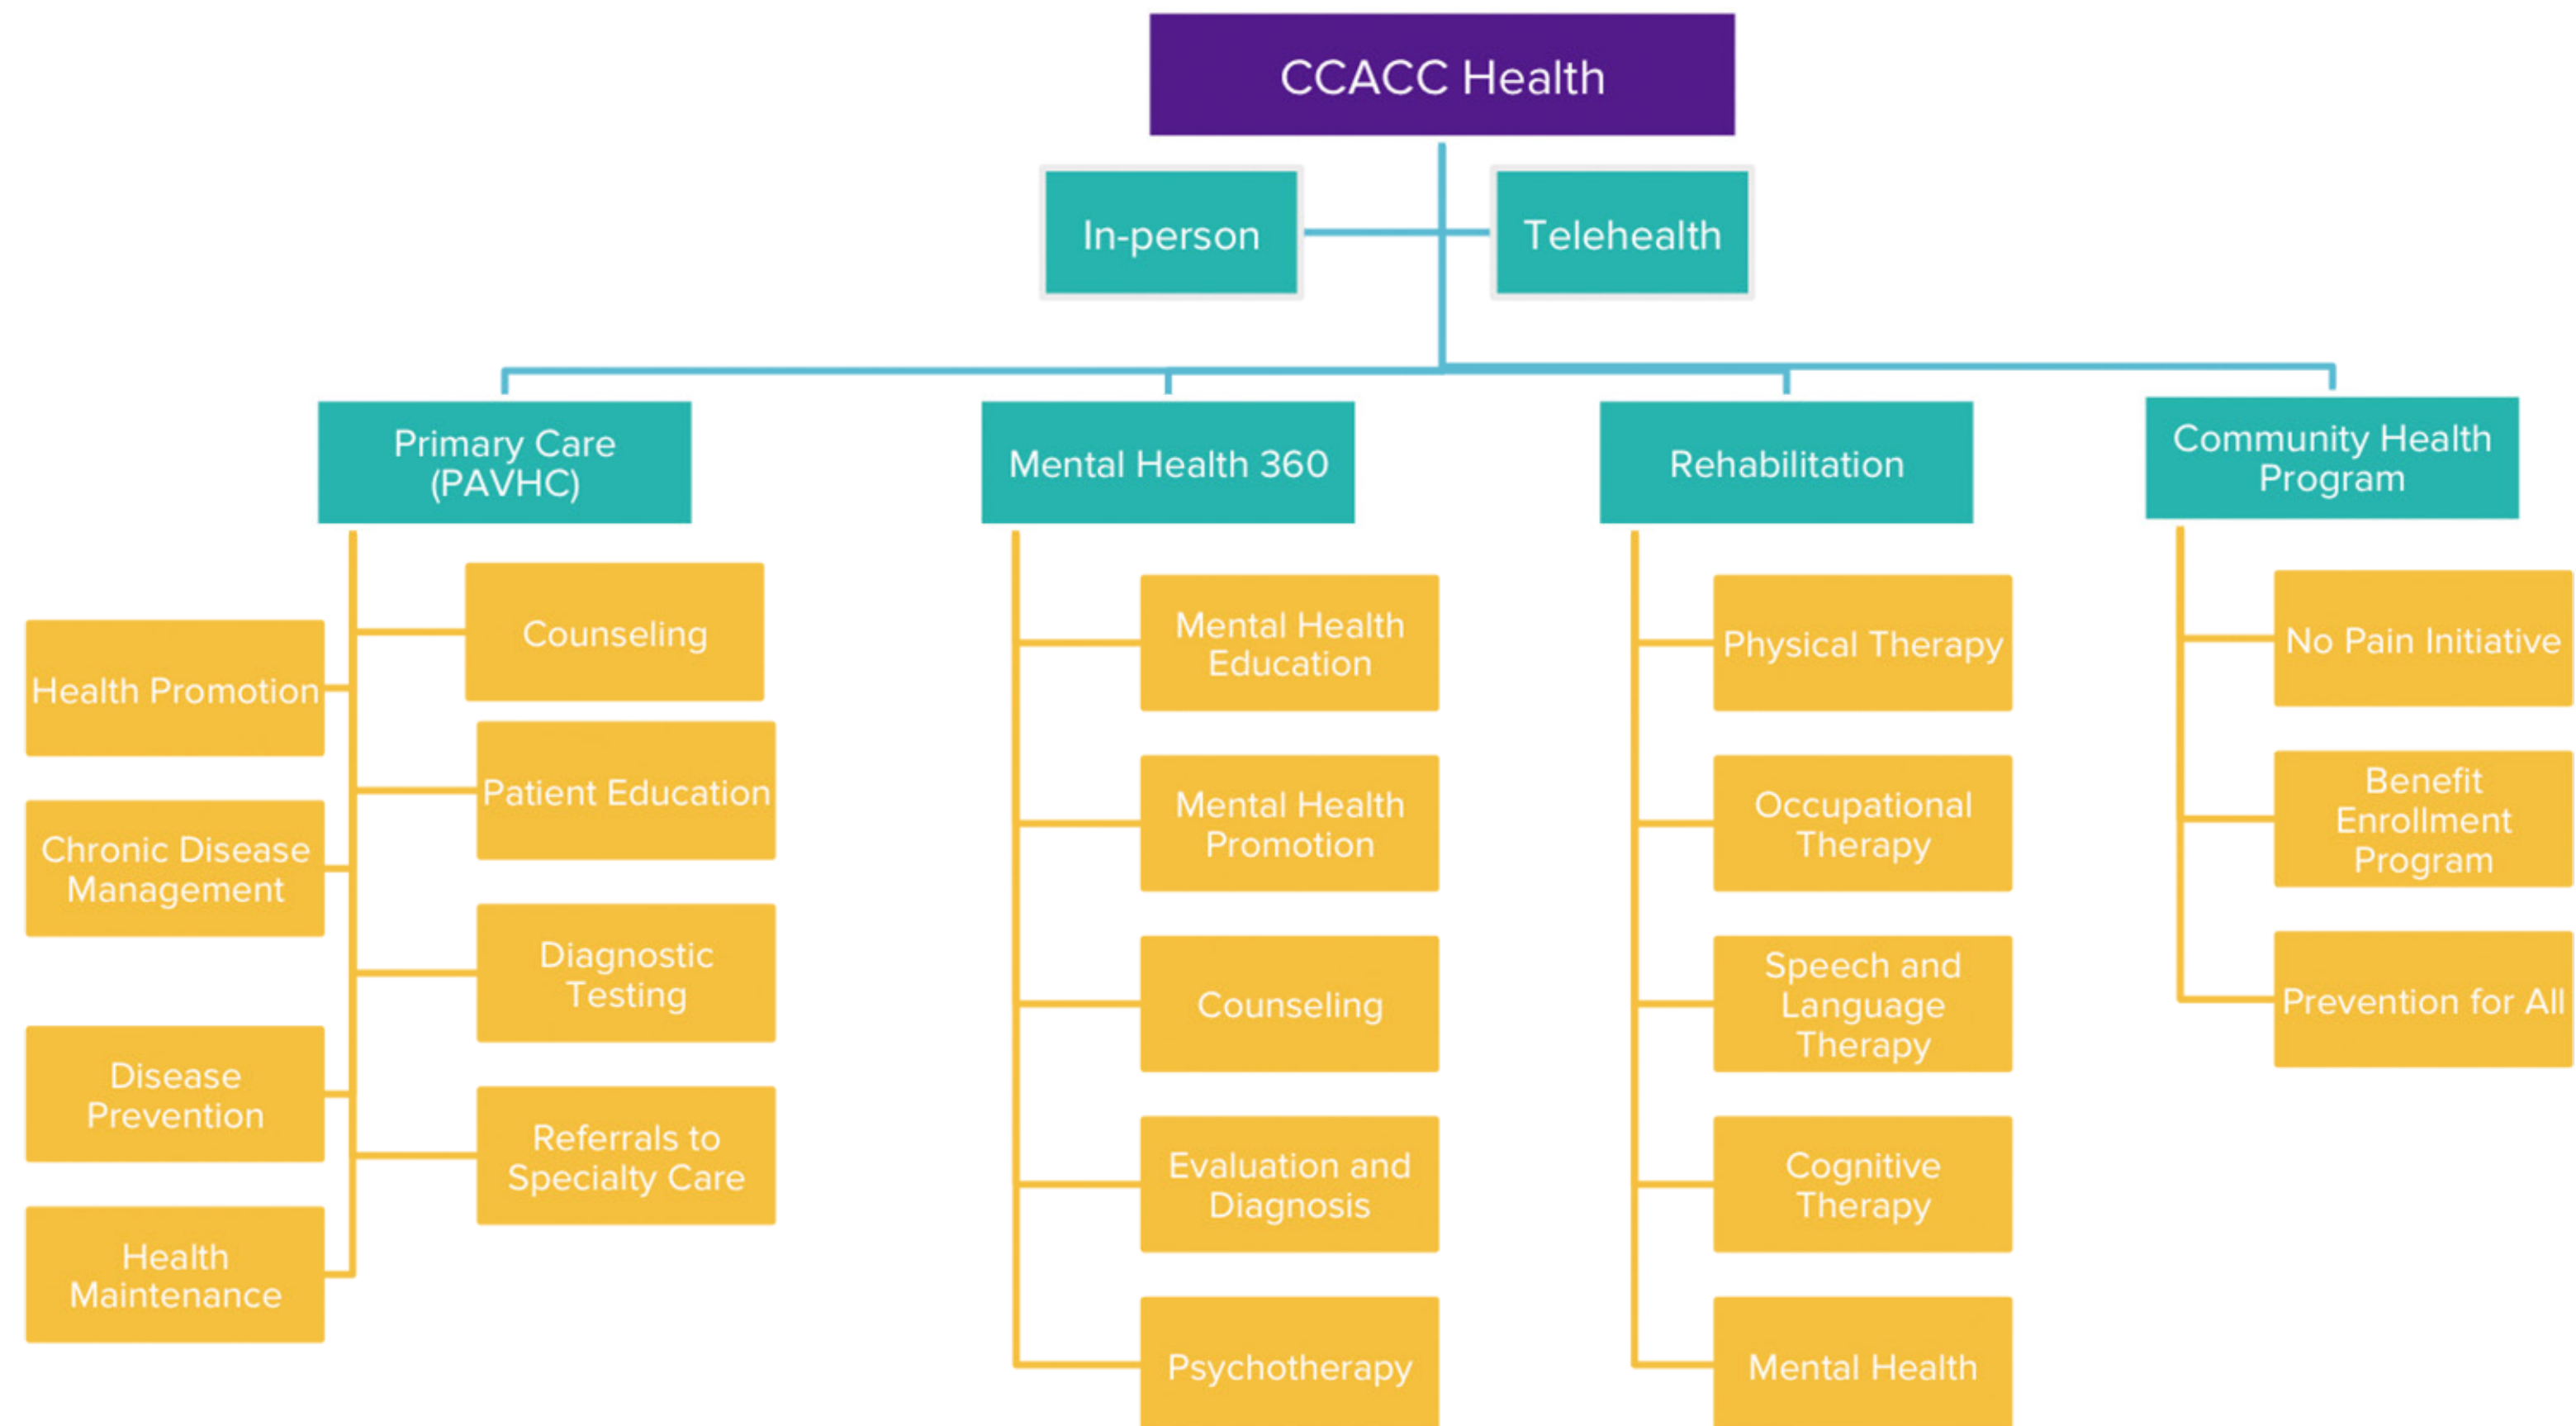 CCACC Health
In-person
Telehealth
Primary Care
(PAVHC)
Health Promotion
Chronic Disease
Management
Disease
Prevention
Health
Maintenance
Counseling
Patient Education
Diagnostic
Testing
Referrals to
Specialty Care
Mental Health 360
Mental Health
Education
Mental Health
Promotion
Counseling
Evaluation and
Diagnosis
Psychotherapy
Rehabilitation
Physical Therapy
Occupational
Therapy
Speech and
Language
Therapy
Cognitive
Therapy
Mental Health
Community Health
Program
No Pain Initiative
Benefit
Enrollment
Program
Prevention for All